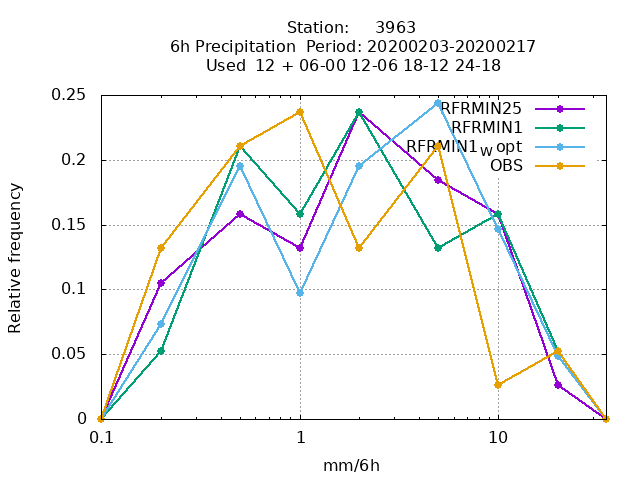 Station: 3963
6h Precipitation Period: 20200203-20200217
Used 12 + 06-00 12-06 18-12 24-18
0.25
RFRMIN25
RFRMIN1
RFRMIN1w opt
OBS
0.2
0.15
0.1
0.05
0
Relative frequency
0.1 1 10
mm/6h